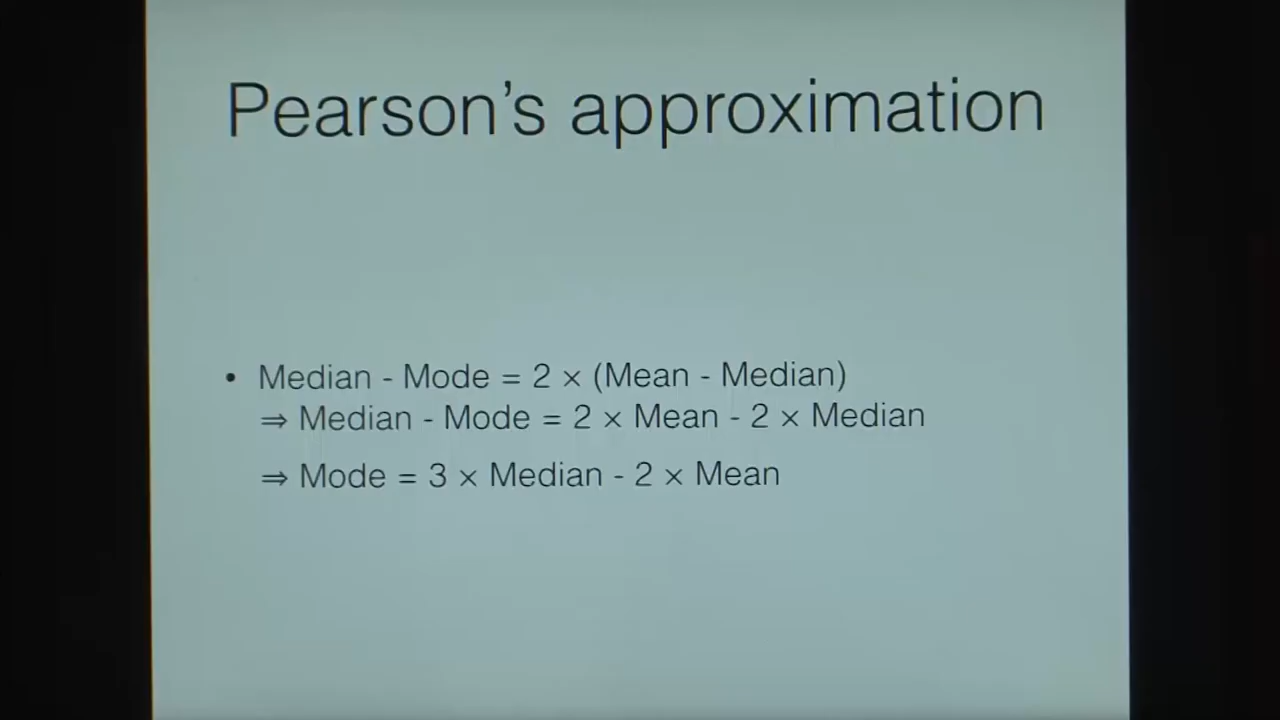 Pearson’s approximation
• Median - Mode = 2 × (Mean - Median)
⇒ Median - Mode = 2 × Mean - 2 × Median
⇒ Mode = 3 × Median - 2 × Mean